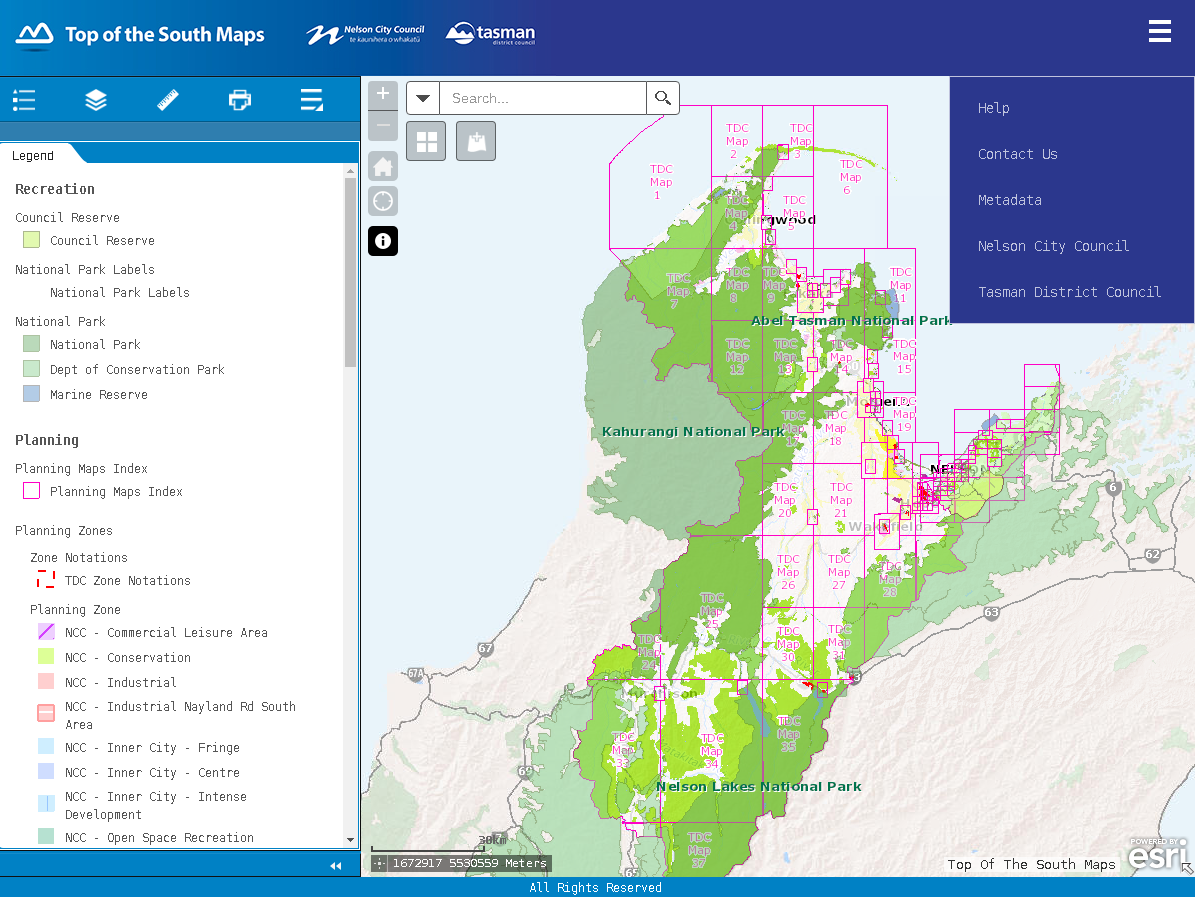 Top of the South Maps
Nelson City Council
te kaunihera o whakatū
tasman
district council
Help
Contact Us
Metadata
Nelson City Council
Tasman District Council
Search...
Legend
Recreation
Council Reserve
Council Reserve
National Park Labels
National Park Labels
National Park
National Park
Dept of Conservation Park
Marine Reserve
Planning
Planning Maps Index
Planning Maps Index
Planning Zones
Zone Notations
TDC Zone Notations
Planning Zone
NCC - Commercial Leisure Area
NCC - Conservation
NCC - Industrial
NCC - Industrial Nayland Rd South
Area
NCC - Inner City - Fringe
NCC - Inner City - Centre
NCC - Inner City - Intense
Development
NCC - Open Space Recreation
TDC
Map
1
TDC
Map
2
TDC
Map
3
TDC
Map
4
TDC
Map
5
TDC
Map
6
TDC
Map
7
TDC
Map
8
TDC
Map
9
TDC
Map
11
Abel Tasman National Park
TDC
Map
12
TDC
Map
13
TDC
Map
14
TDC
Map
15
Kahurangi National Park
TDC
Map
17
TDC
Map
18
TDC
Map
19
TDC
Map
20
TDC
Map
21
Wakefield
TDC
Map
26
TDC
Map
27
TDC
Map
28
TDC
Map
25
TDC
Map
24
TDC
Map
30
TDC
Map
31
TDC
Map
33
TDC
Map
34
TDC
Map
35
Nelson Lakes National Park
TDC
Map
37
6
62
63
67
67A
69
65
30km
1672917 5530559 Meters
Top Of The South Maps
POWERED BY
esri
All Rights Reserved